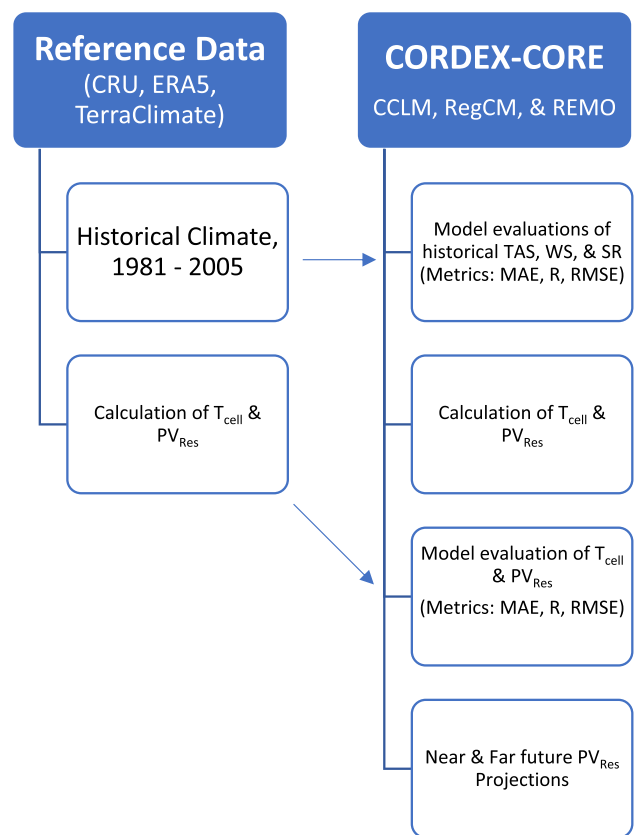 Reference Data
(CRU, ERA5,
TerraClimate)
Historical Climate,
1981 - 2005
Calculation of Tcell &
PVRes
CORDEX-CORE
CCLM, RegCM, & REMO
Model evaluations of
historical TAS, WS, & SR
(Metrics: MAE, R, RMSE)
Calculation of Tcell &
PVRes
Model evaluation of Tcell
& PVRes
(Metrics: MAE, R, RMSE)
Near & Far future PVRes
Projections